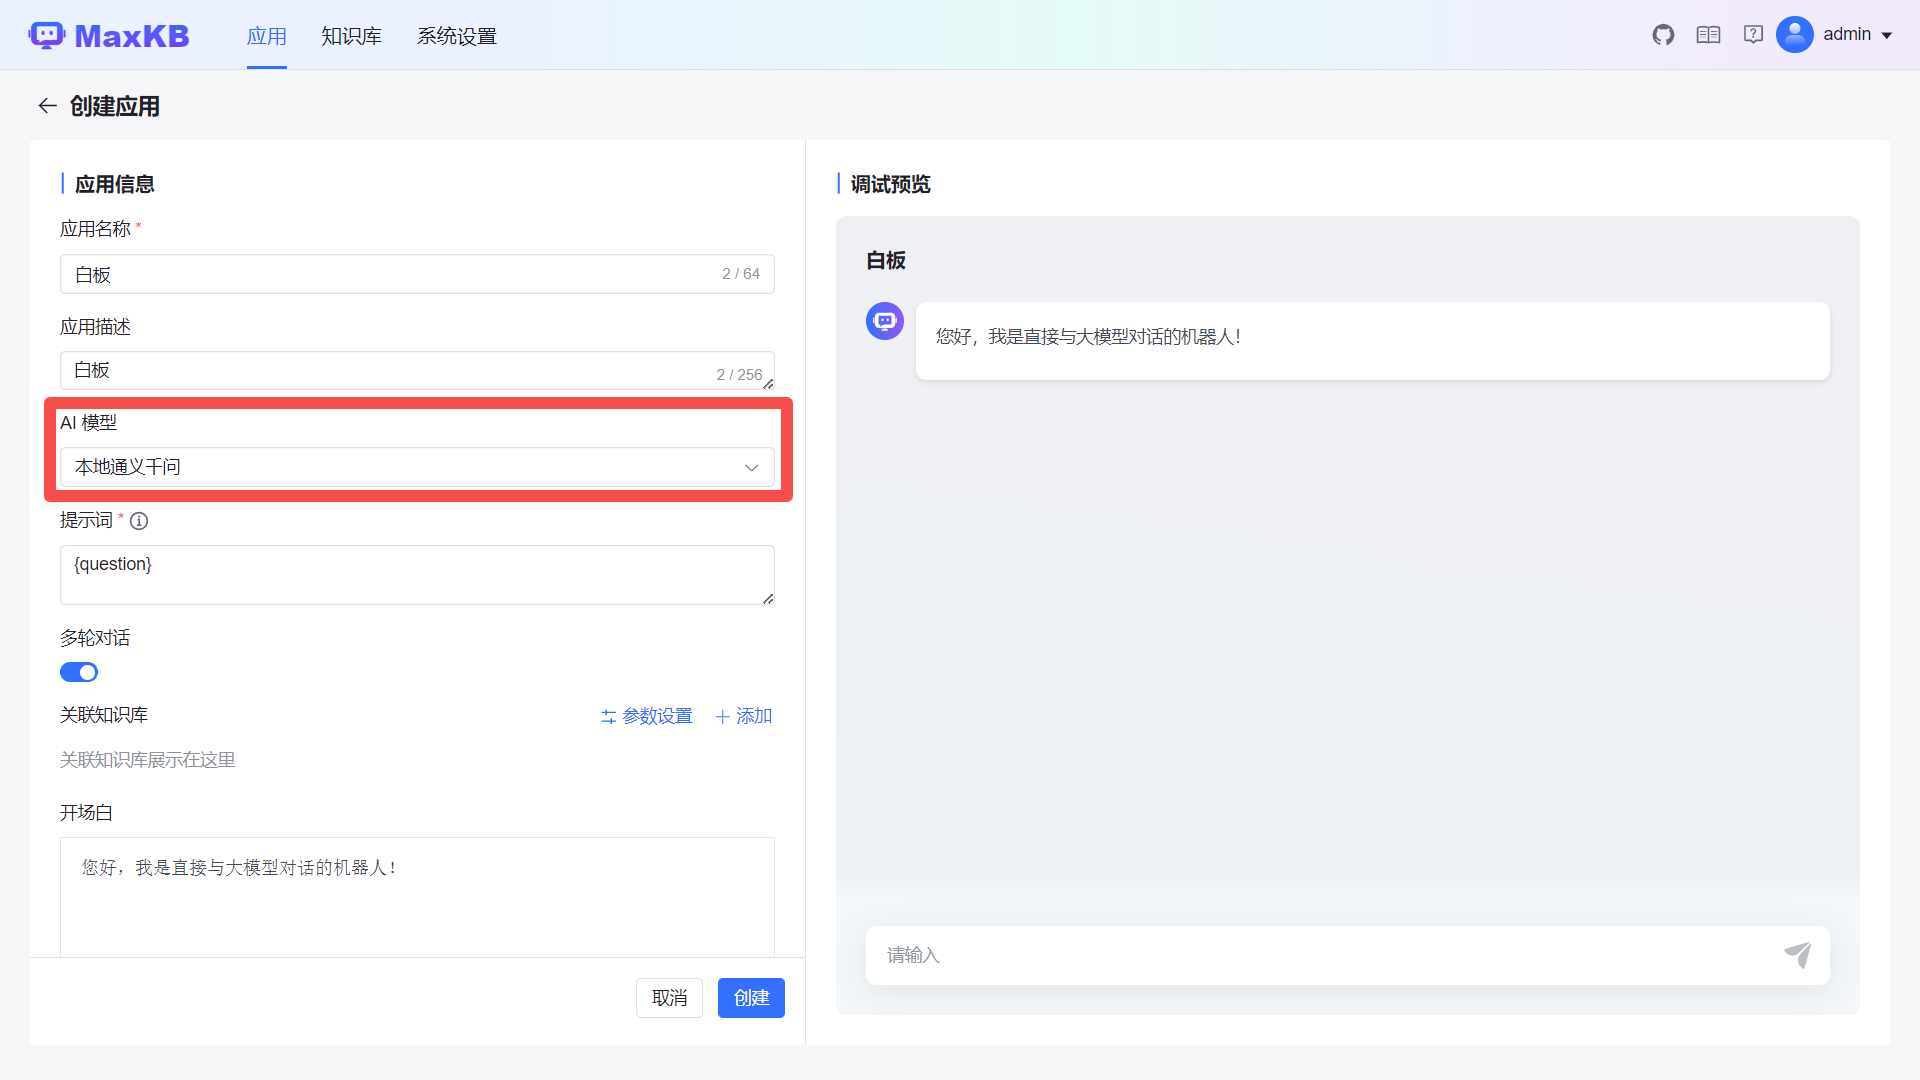 MaxKB 应用 知识库 系统设置 admin
创建应用
应用信息
应用名称 *
白板 2 / 64
应用描述
白板 2 / 256
AI 模型
本地通义千问
提示词 *
{question}
多轮对话
关联知识库 参数设置 添加
关联知识库展示在这里
开场白
您好，我是直接与大模型对话的机器人！
取消 创建
调试预览
白板
您好，我是直接与大模型对话的机器人！
请输入